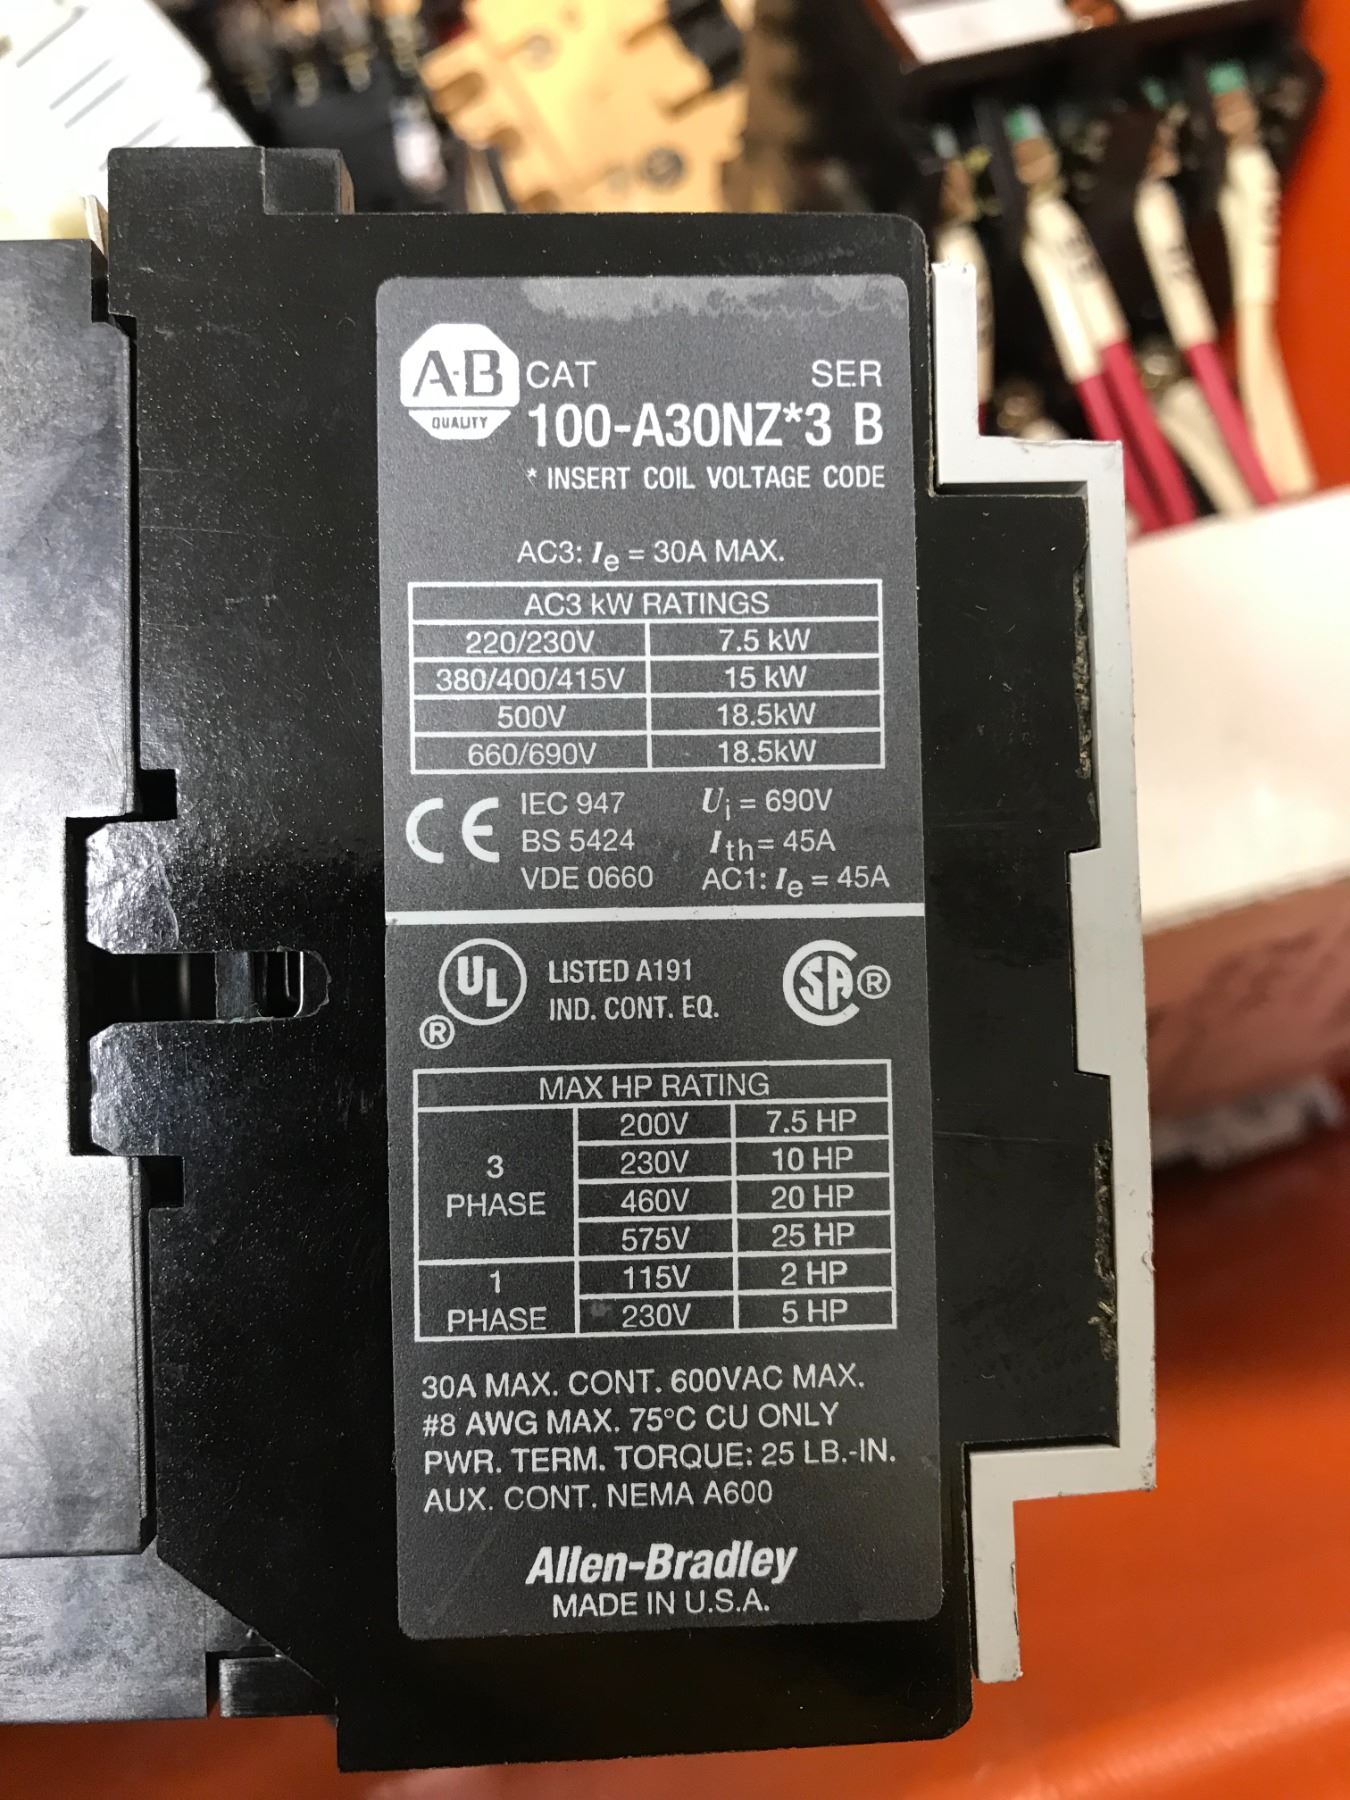 A-B QUALITY
CAT SER
100-A30NZ*3 B
* INSERT COIL VOLTAGE CODE
AC3: Ie = 30A MAX.
AC3 kW RATINGS
220/230V 7.5 kW
380/400/415V 15 kW
500V 18.5kW
660/690V 18.5kW
CE IEC 947 Ui = 690V
BS 5424 Ith = 45A
VDE 0660 AC1: Ie = 45A
UL ® LISTED A191 SA ®
IND. CONT. EQ.
MAX HP RATING
3 PHASE
200V 7.5 HP
230V 10 HP
460V 20 HP
575V 25 HP
1 PHASE
115V 2 HP
230V 5 HP
30A MAX. CONT. 600VAC MAX.
#8 AWG MAX. 75°C CU ONLY
PWR. TERM. TORQUE: 25 LB.-IN.
AUX. CONT. NEMA A600
Allen-Bradley
MADE IN U.S.A.